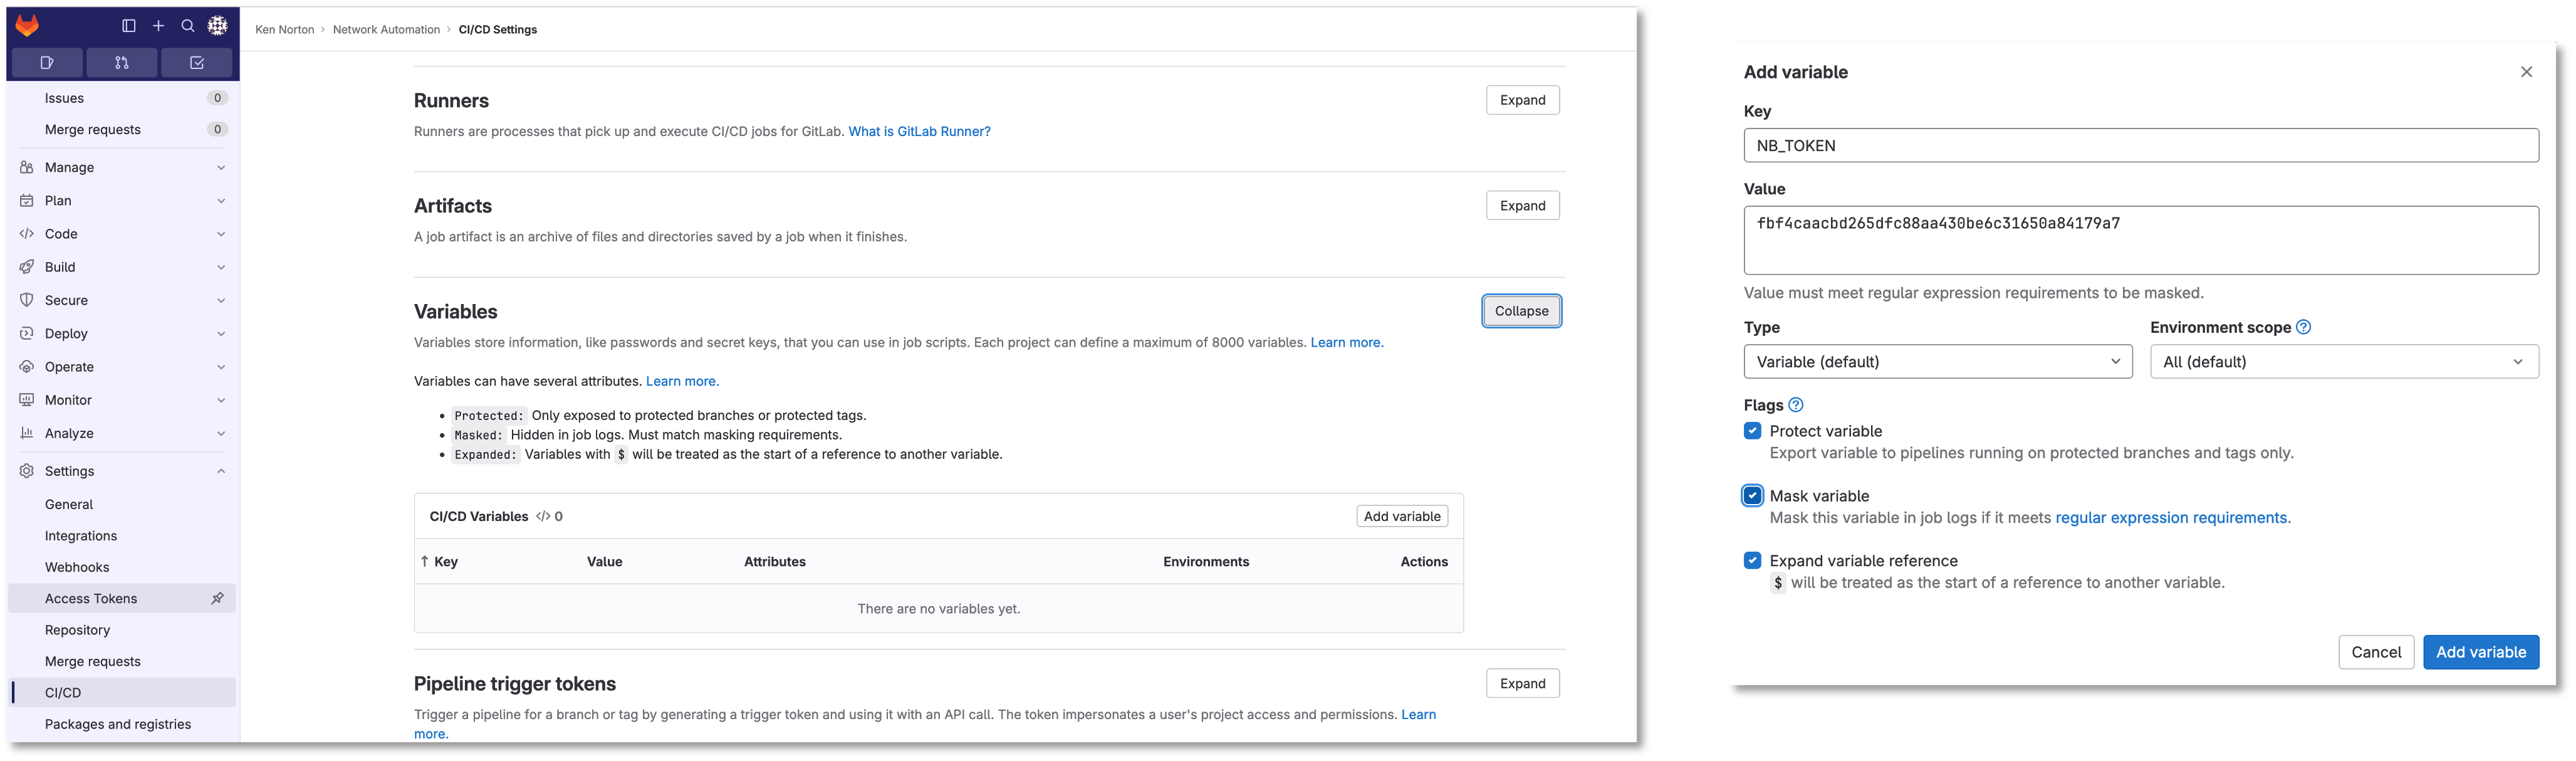 Ken Norton › Network Automation › CI/CD Settings
Issues 0
Merge requests 0
Manage
Plan
Code
Build
Secure
Deploy
Operate
Monitor
Analyze
Settings
General
Integrations
Webhooks
Access Tokens
Repository
Merge requests
CI/CD
Packages and registries
Runners
Expand
Runners are processes that pick up and execute CI/CD jobs for GitLab. What is GitLab Runner?
Artifacts
Expand
A job artifact is an archive of files and directories saved by a job when it finishes.
Variables
Collapse
Variables store information, like passwords and secret keys, that you can use in job scripts. Each project can define a maximum of 8000 variables. Learn more.
Variables can have several attributes. Learn more.
• Protected: Only exposed to protected branches or protected tags.
• Masked: Hidden in job logs. Must match masking requirements.
• Expanded: Variables with $ will be treated as the start of a reference to another variable.
CI/CD Variables </> 0
Add variable
↑ Key Value Attributes Environments Actions
There are no variables yet.
Pipeline trigger tokens
Expand
Trigger a pipeline for a branch or tag by generating a trigger token and using it with an API call. The token impersonates a user's project access and permissions. Learn
more.
Add variable
Key
NB_TOKEN
Value
fbf4caacbd265dfc88aa430be6c31650a84179a7
Value must meet regular expression requirements to be masked.
Type
Variable (default)
Environment scope
All (default)
Flags
Protect variable
Export variable to pipelines running on protected branches and tags only.
Mask variable
Mask this variable in job logs if it meets regular expression requirements.
Expand variable reference
$ will be treated as the start of a reference to another variable.
Cancel
Add variable